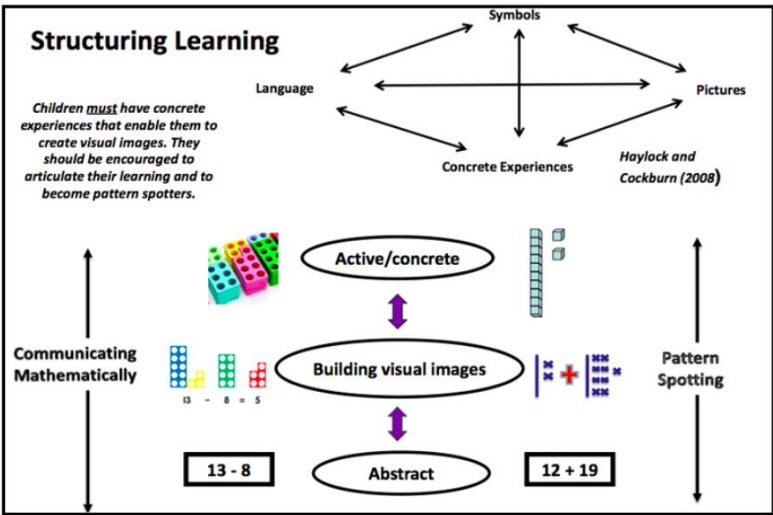 Structuring Learning
Children must have concrete
experiences that enable them to
create visual images. They
should be encouraged to
articulate their learning and to
become pattern spotters.
Symbols
Language
Pictures
Concrete Experiences
Haylock and
Cockburn (2008)
Active/concrete
Communicating
Mathematically
Building visual images
Pattern
Spotting
13 - 8 = 5
+
13 - 8
Abstract
12 + 19